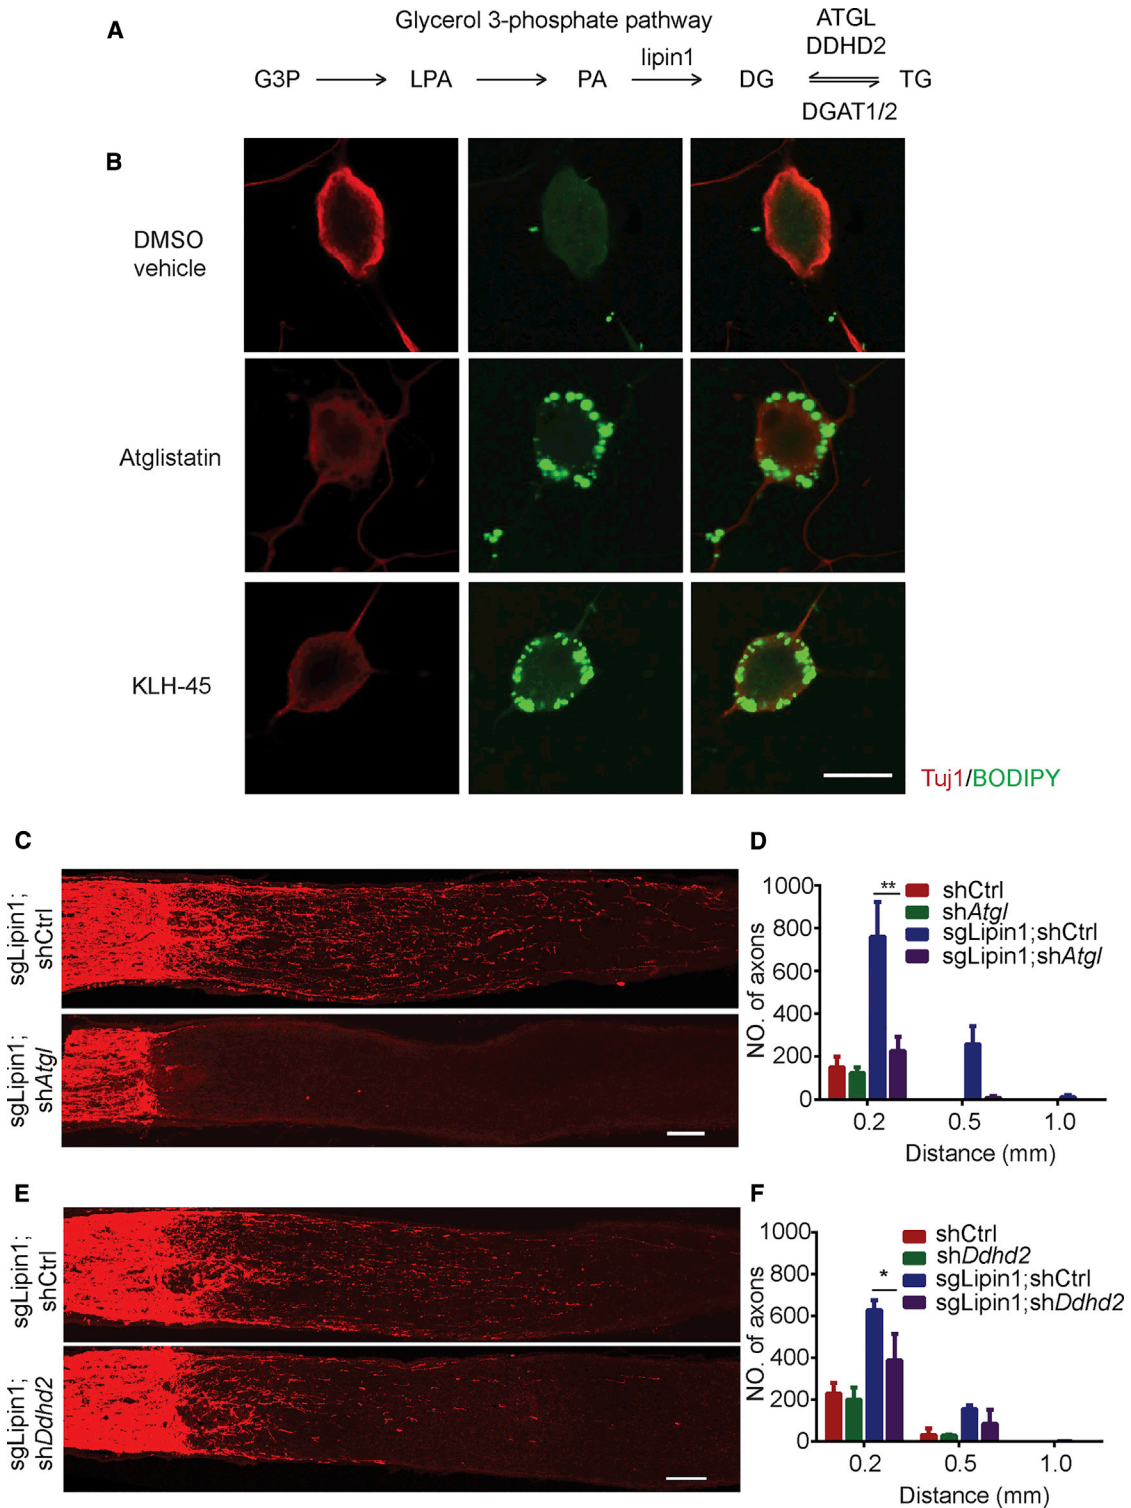 A
Glycerol 3-phosphate pathway
ATGL
DDHD2
lipin1
G3P
LPA
PA
DG
TG
DGAT1/2
B
DMSO
vehicle
Atglistatin
KLH-45
Tuj1/BODIPY
C
sgLipin1;
shCtrl
sgLipin1;
shAtgl
D
NO. of axons
1000
800
600
400
200
0
**
shCtrl
shAtgl
sgLipin1;shCtrl
sgLipin1;shAtgl
0.2
0.5
1.0
Distance (mm)
E
sgLipin1;
shCtrl
sgLipin1;
shDdhd2
F
NO. of axons
1000
800
600
400
200
0
*
shCtrl
shDdhd2
sgLipin1;shCtrl
sgLipin1;shDdhd2
0.2
0.5
1.0
Distance (mm)